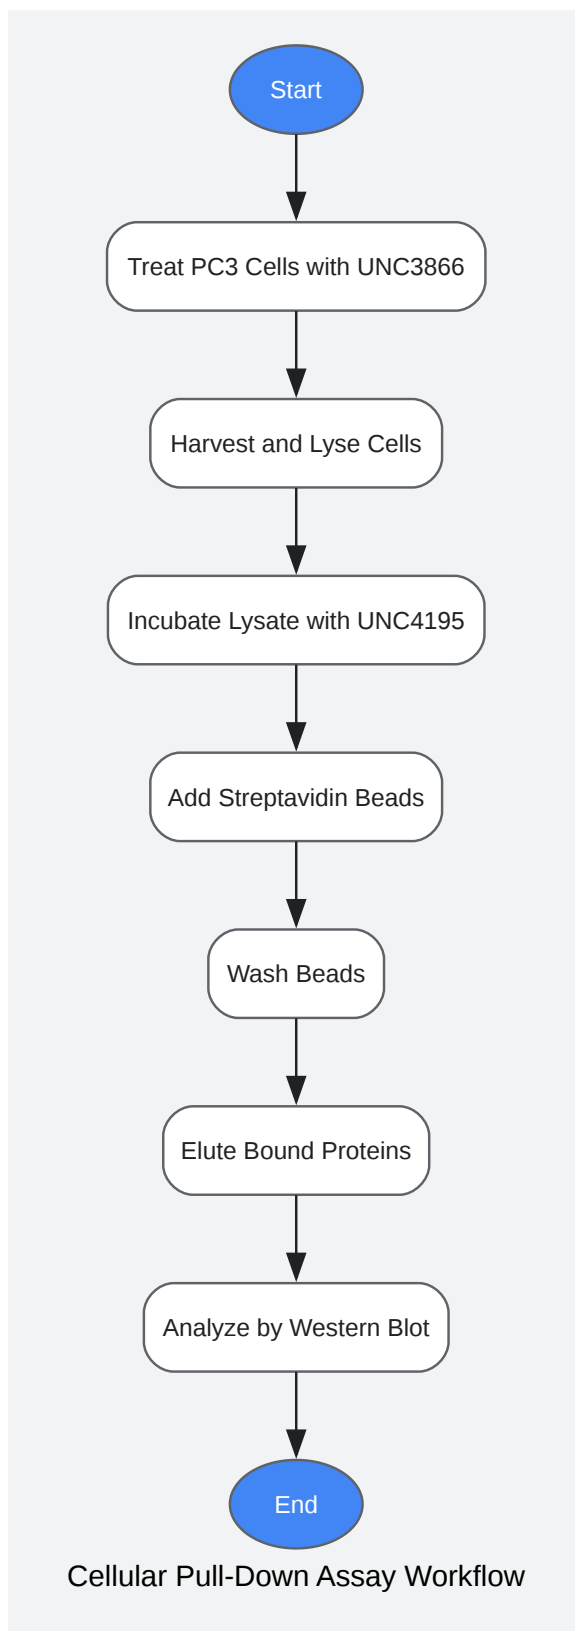 Start
Treat PC3 Cells with UNC3866
Harvest and Lyse Cells
Incubate Lysate with UNC4195
Add Streptavidin Beads
Wash Beads
Elute Bound Proteins
Analyze by Western Blot
End
Cellular Pull-Down Assay Workflow